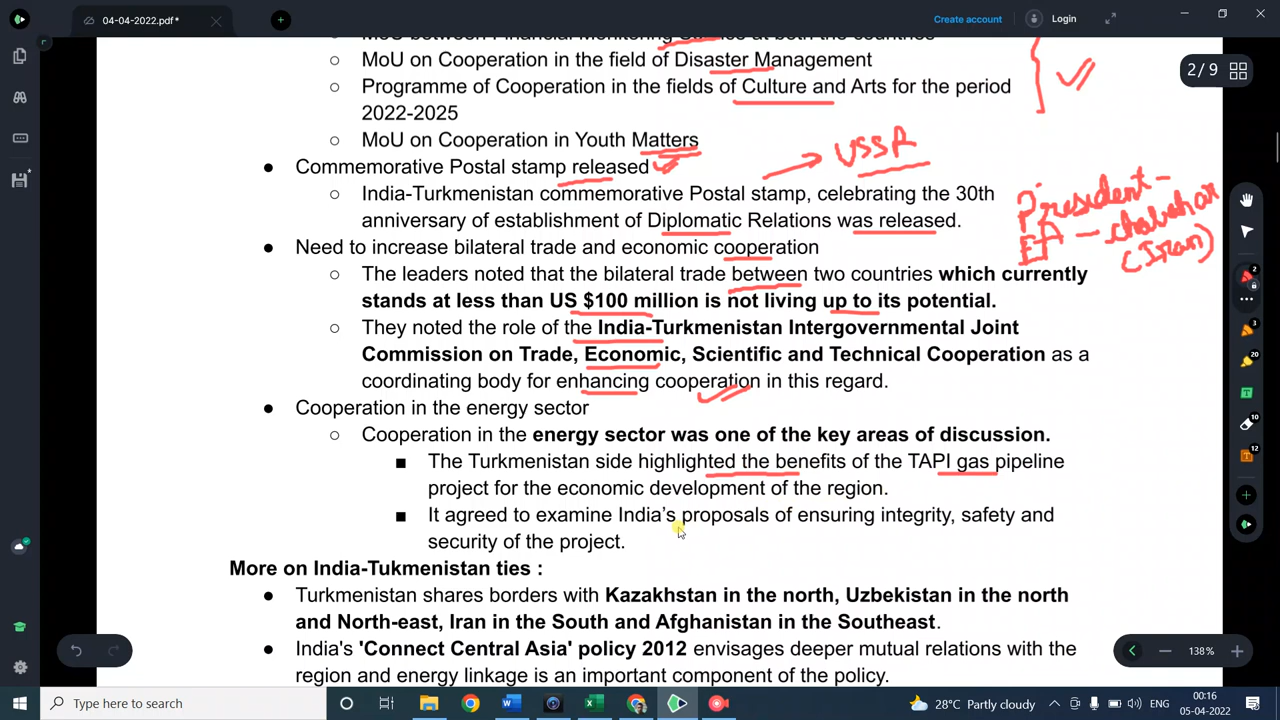 04-04-2022.pdf*
Create account
Login
2/9
MoU between Financial Monitoring Service at both the countries
MoU on Cooperation in the field of Disaster Management
Programme of Cooperation in the fields of Culture and Arts for the period
2022-2025
MoU on Cooperation in Youth Matters
USSR
Commemorative Postal stamp released
India-Turkmenistan commemorative Postal stamp, celebrating the 30th
anniversary of establishment of Diplomatic Relations was released.
President-
EA - chabahar
(Iran)
Need to increase bilateral trade and economic cooperation
The leaders noted that the bilateral trade between two countries which currently
stands at less than US $100 million is not living up to its potential.
They noted the role of the India-Turkmenistan Intergovernmental Joint
Commission on Trade, Economic, Scientific and Technical Cooperation as a
coordinating body for enhancing cooperation in this regard.
Cooperation in the energy sector
Cooperation in the energy sector was one of the key areas of discussion.
The Turkmenistan side highlighted the benefits of the TAPI gas pipeline
project for the economic development of the region.
It agreed to examine India's proposals of ensuring integrity, safety and
security of the project.
More on India-Tukmenistan ties :
Turkmenistan shares borders with Kazakhstan in the north, Uzbekistan in the north
and North-east, Iran in the South and Afghanistan in the Southeast.
India's 'Connect Central Asia' policy 2012 envisages deeper mutual relations with the
region and energy linkage is an important component of the policy.
138%
Type here to search
28°C Partly cloudy
ENG
00:16
05-04-2022